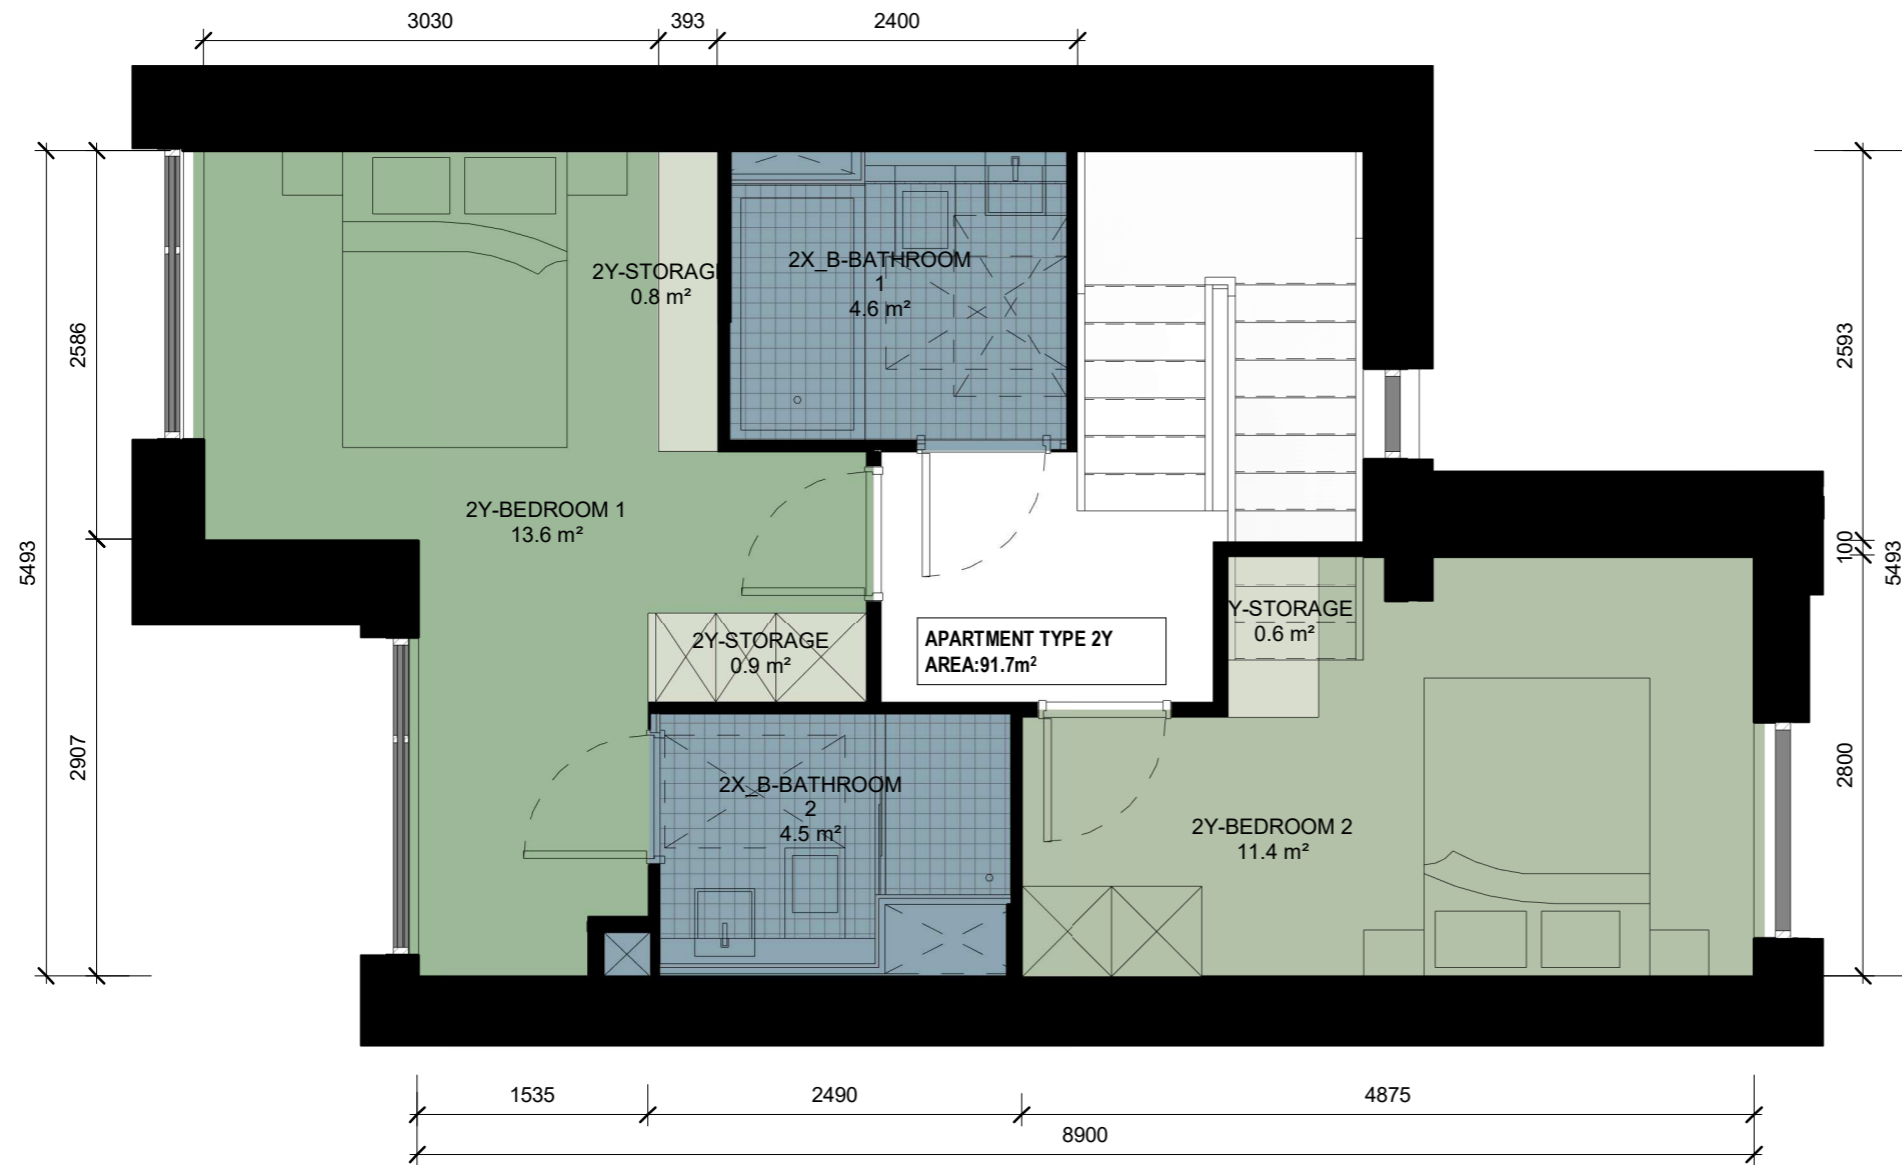 3030
393
2400
2586
5493
2907
2593
100
5493
2800
2Y-STORAG
0.8 m²
2X_B-BATHROOM
1
4.6 m²
2Y-BEDROOM 1
13.6 m²
2Y-STORAGE
0.9 m²
APARTMENT TYPE 2Y
AREA:91.7m²
Y-STORAGE
0.6 m²
2X_B-BATHROOM
2
4.5 m²
2Y-BEDROOM 2
11.4 m²
1535
2490
4875
8900